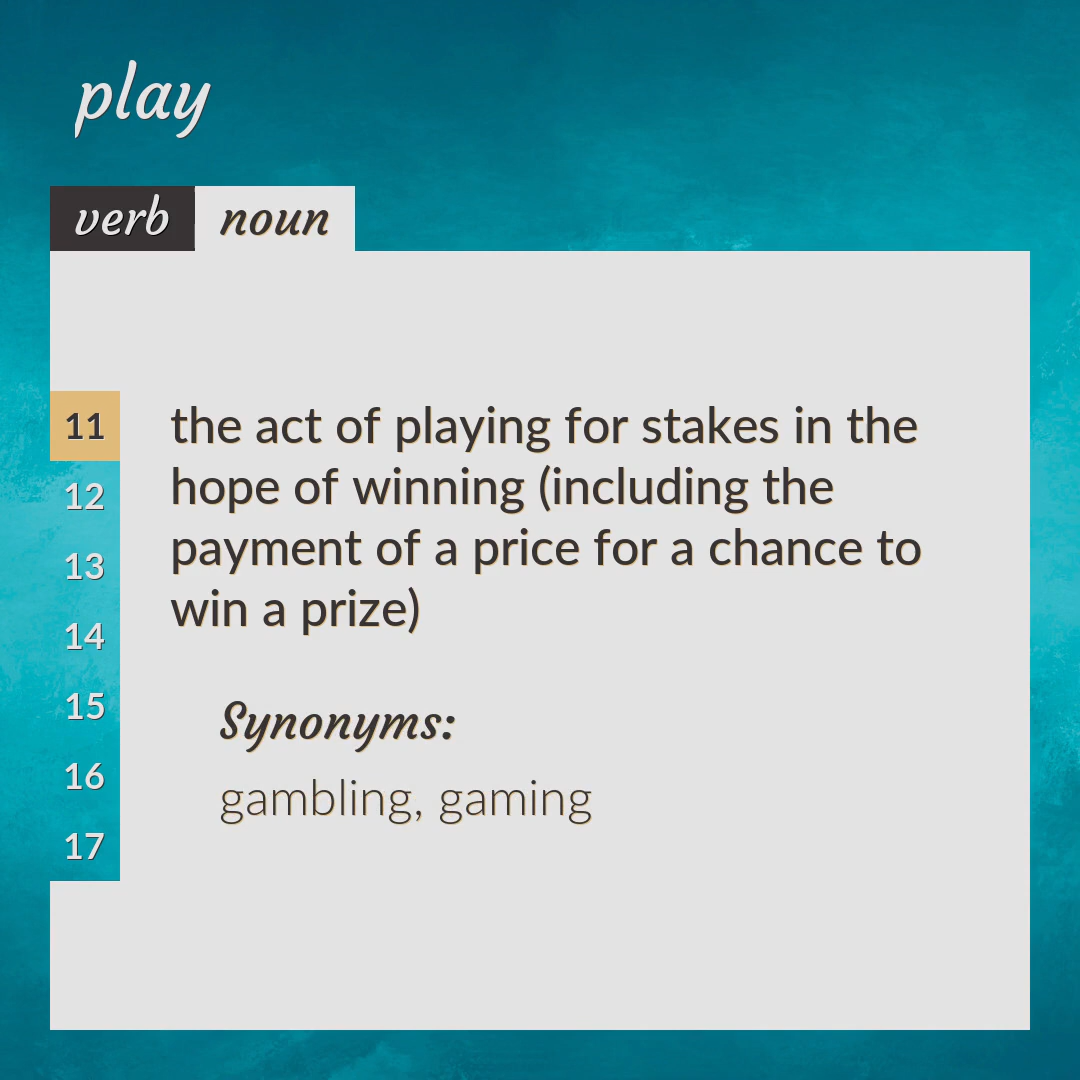 play
verb noun
11
12
13
14
15
16
17
the act of playing for stakes in the
hope of winning (including the
payment of a price for a chance to
win a prize)
Synonyms:
gambling, gaming